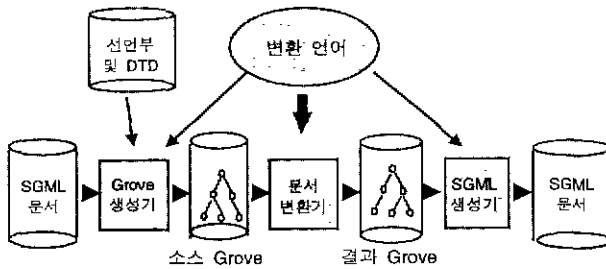 선언부
및 DTD
변환 언어
SGML
문서
Grove
생성기
문서
변환기
SGML
생성기
SGML
문서
소스 Grove
결과 Grove